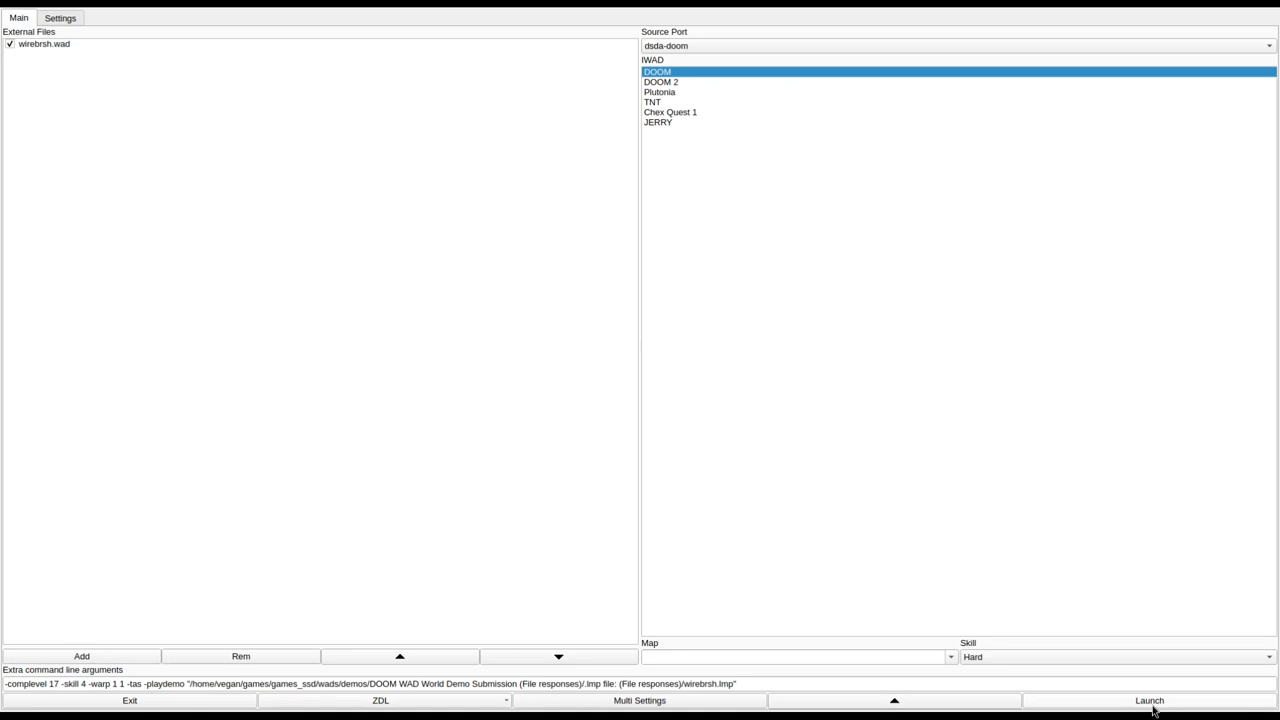 Main Settings
External Files
wirebrsh.wad
Source Port
dsda-doom
IWAD
DOOM
DOOM 2
Plutonia
TNT
Chex Quest 1
JERRY
Add Rem
Map Skill
Hard
Extra command line arguments
-complevel 17 -skill 4 -warp 1 1 -tas -playdemo "/home/vegan/games/games_ssd/wads/demos/DOOM WAD World Demo Submission (File responses)/.lmp file: (File responses)/wirebrsh.lmp"
Exit ZDL Multi Settings Launch